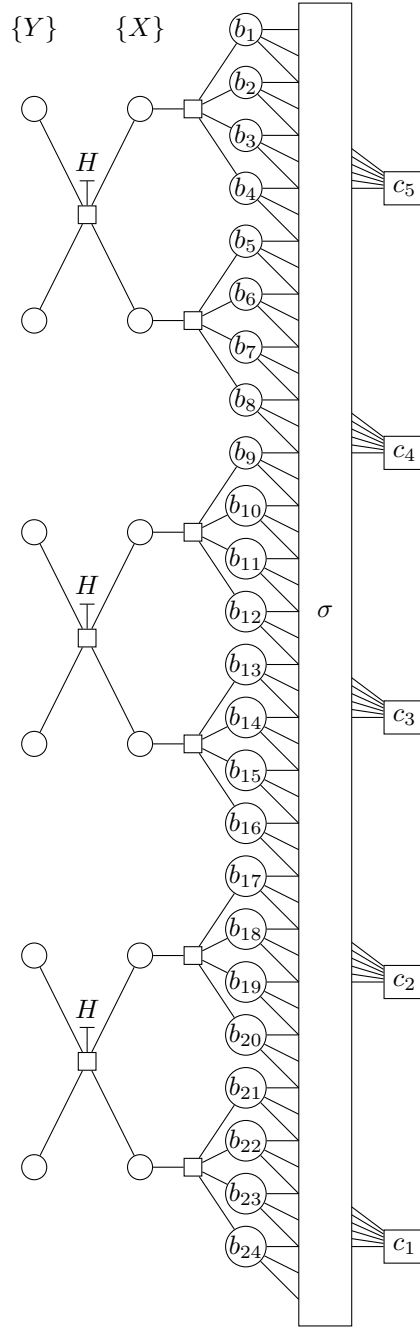 {Y} {X}
b₁
b₂
b₃
H
b₄
c₅
b₅
b₆
b₇
b₈
b₉
c₄
b₁₀
b₁₁
H
b₁₂
σ
b₁₃
b₁₄
c₃
b₁₅
b₁₆
b₁₇
b₁₈
b₁₉
c₂
H
b₂₀
b₂₁
b₂₂
b₂₃
b₂₄
c₁